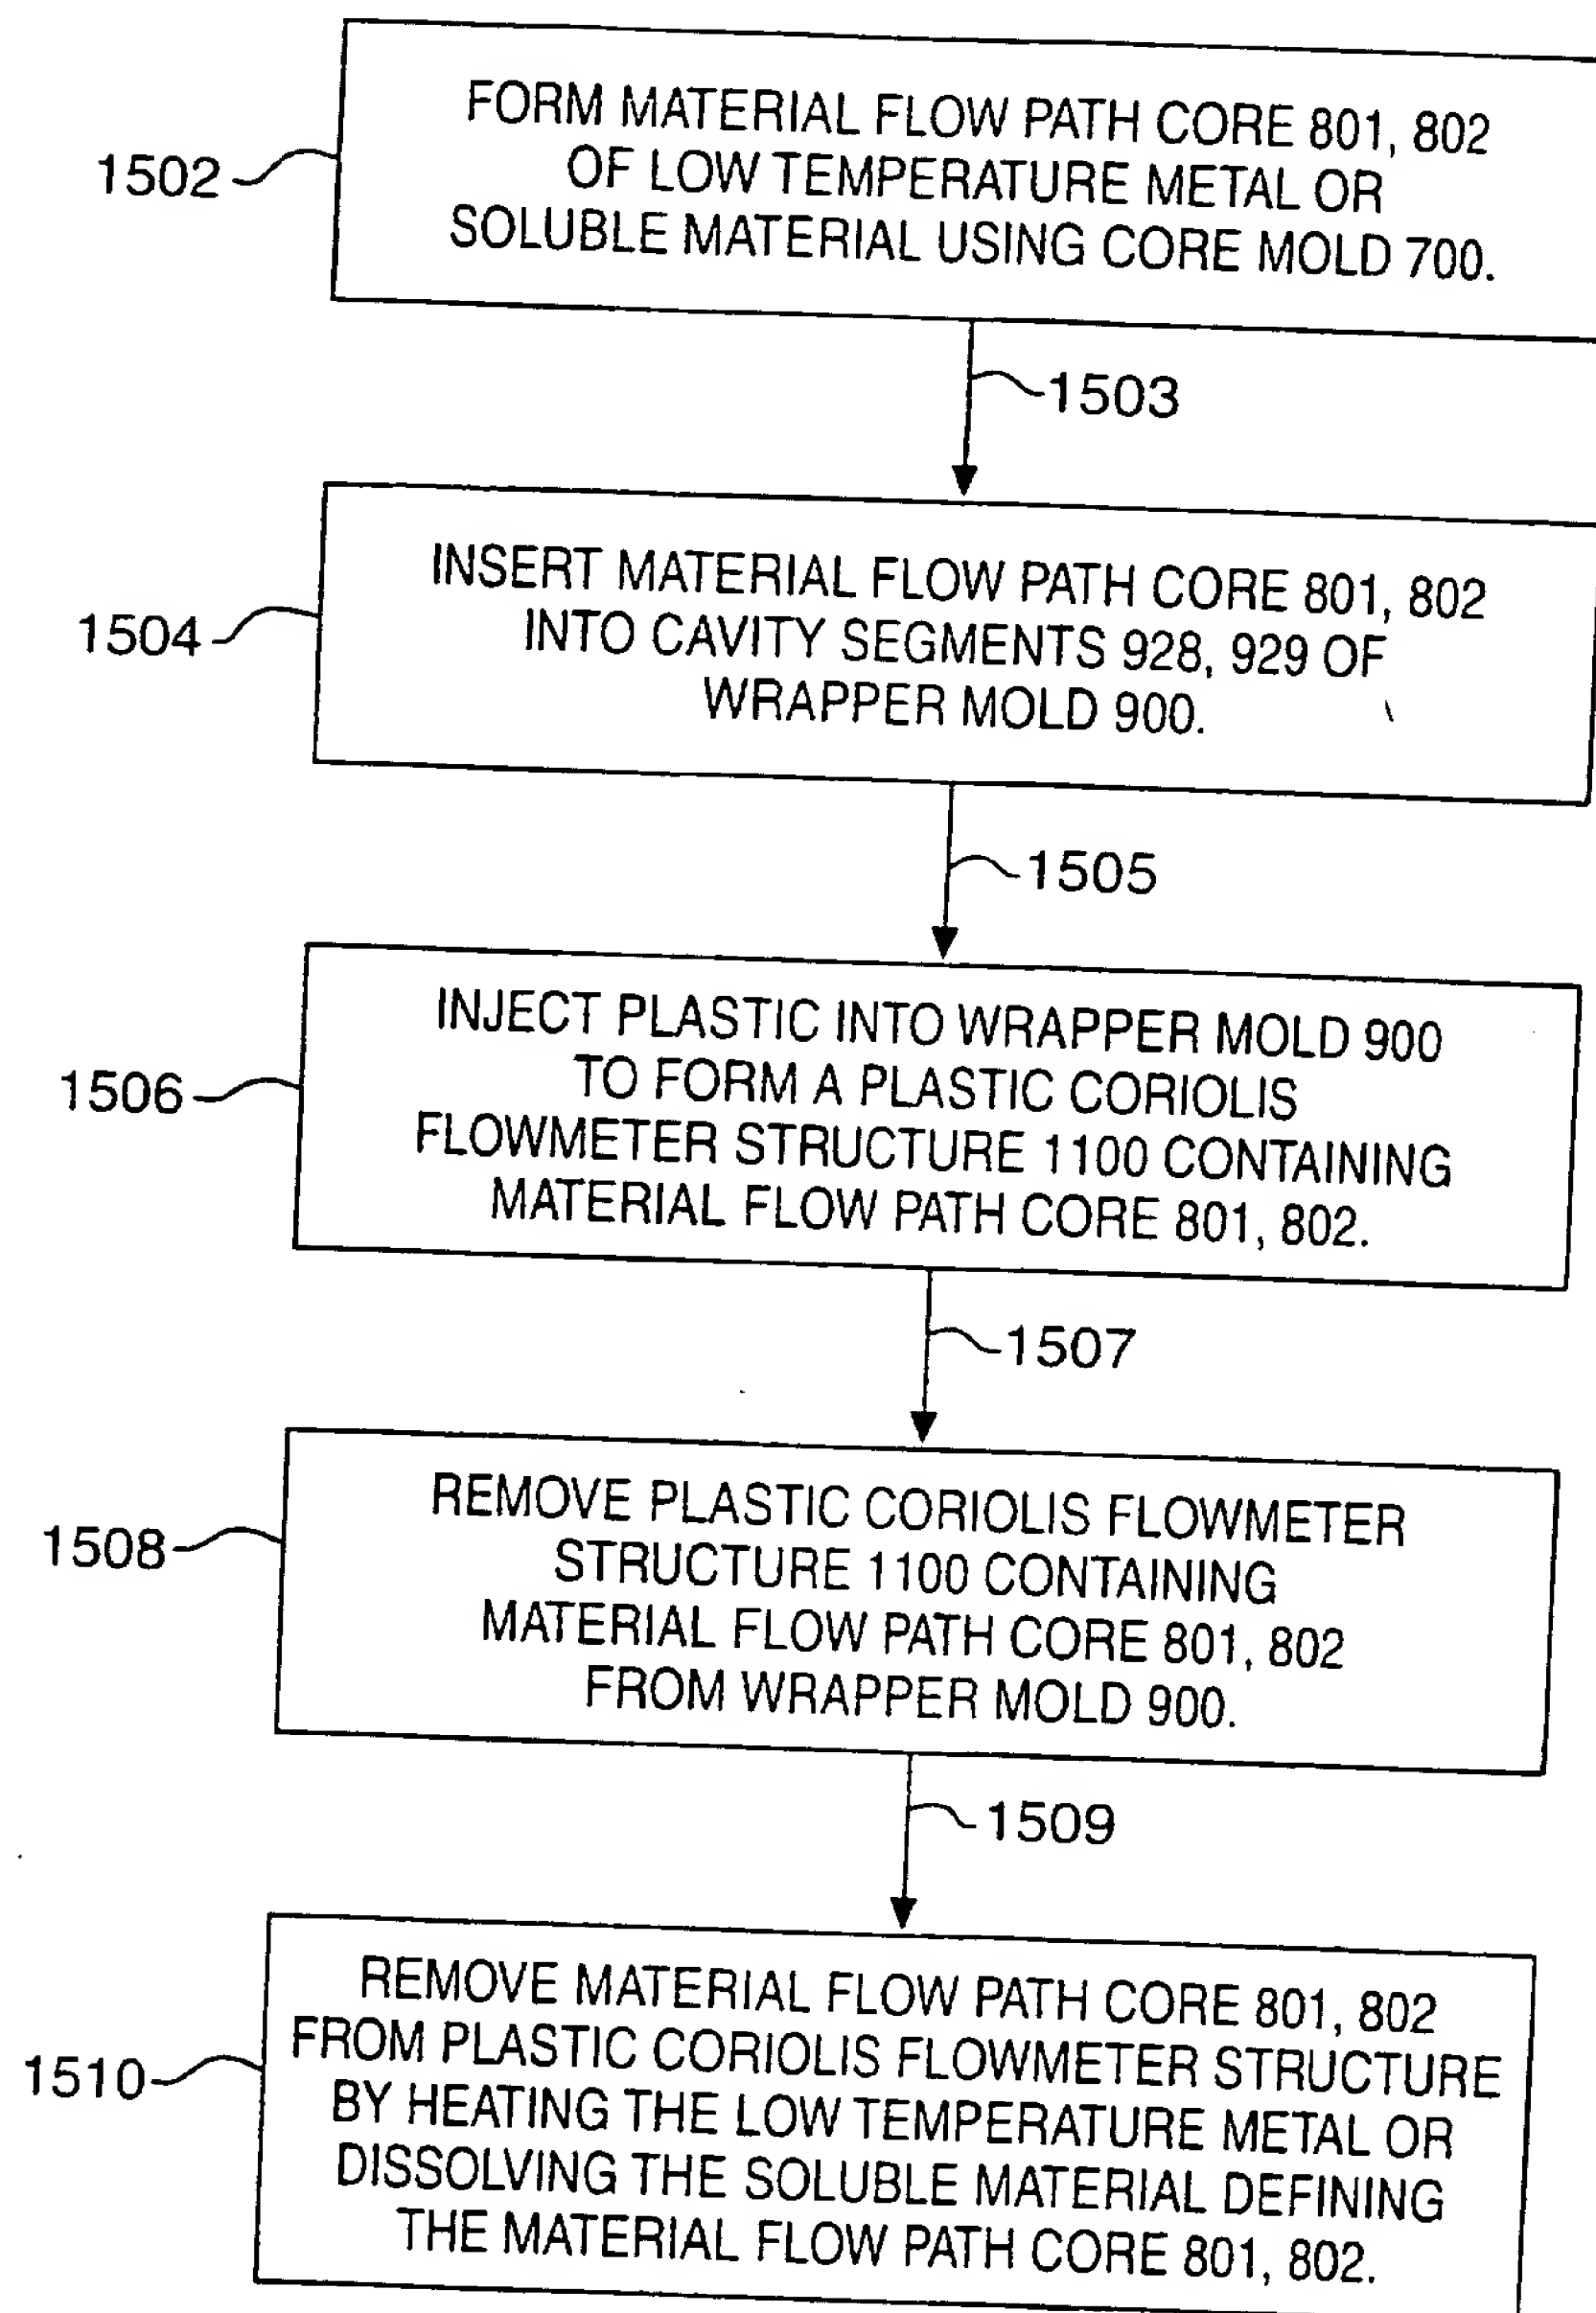 FORM MATERIAL FLOW PATH CORE 801, 802
OF LOW TEMPERATURE METAL OR
SOLUBLE MATERIAL USING CORE MOLD 700.
1502
1503
INSERT MATERIAL FLOW PATH CORE 801, 802
INTO CAVITY SEGMENTS 928, 929 OF
WRAPPER MOLD 900.
1504
1505
INJECT PLASTIC INTO WRAPPER MOLD 900
TO FORM A PLASTIC CORIOLIS
FLOWMETER STRUCTURE 1100 CONTAINING
MATERIAL FLOW PATH CORE 801, 802.
1506
1507
REMOVE PLASTIC CORIOLIS FLOWMETER
STRUCTURE 1100 CONTAINING
MATERIAL FLOW PATH CORE 801, 802
FROM WRAPPER MOLD 900.
1508
1509
REMOVE MATERIAL FLOW PATH CORE 801, 802
FROM PLASTIC CORIOLIS FLOWMETER STRUCTURE
BY HEATING THE LOW TEMPERATURE METAL OR
DISSOLVING THE SOLUBLE MATERIAL DEFINING
THE MATERIAL FLOW PATH CORE 801, 802.
1510